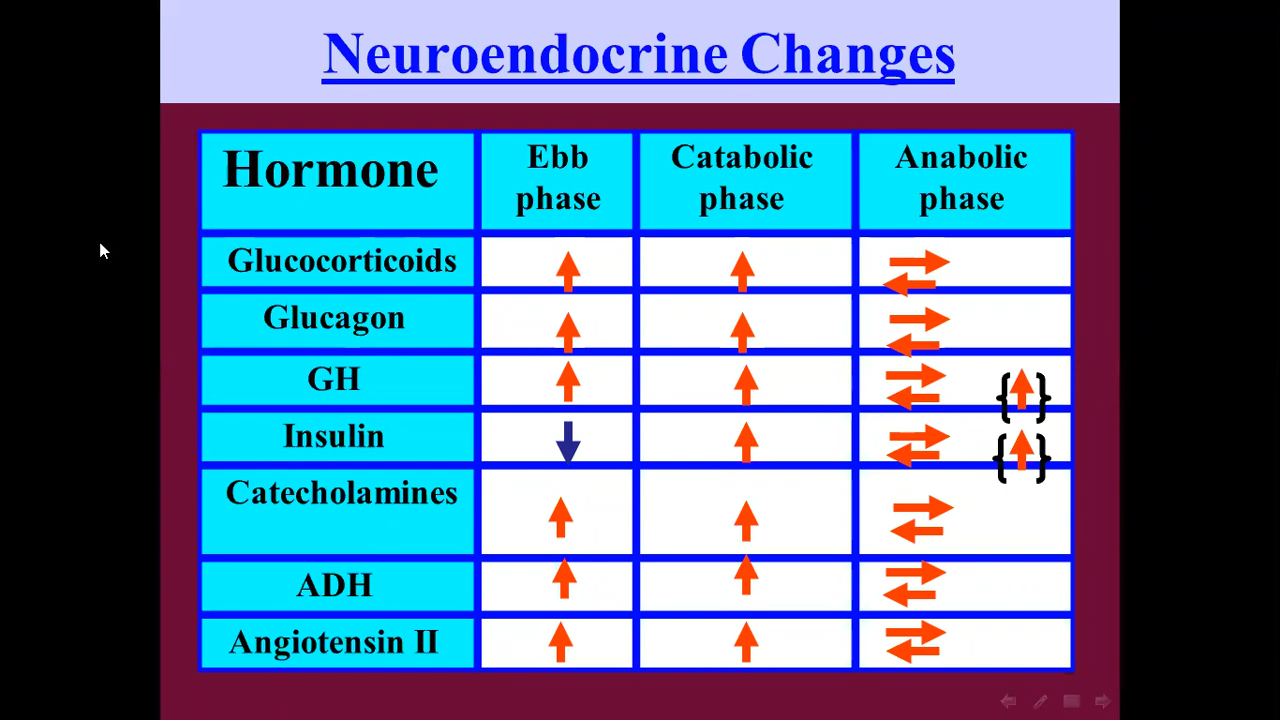 Neuroendocrine Changes
Hormone
Ebb
phase
Catabolic
phase
Anabolic
phase
Glucocorticoids
Glucagon
GH
{ }
Insulin
{ }
Catecholamines
ADH
Angiotensin II